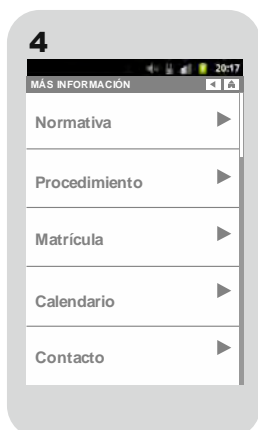 4
20:17
MÁS INFORMACIÓN
Normativa
Procedimiento
Matrícula
Calendario
Contacto